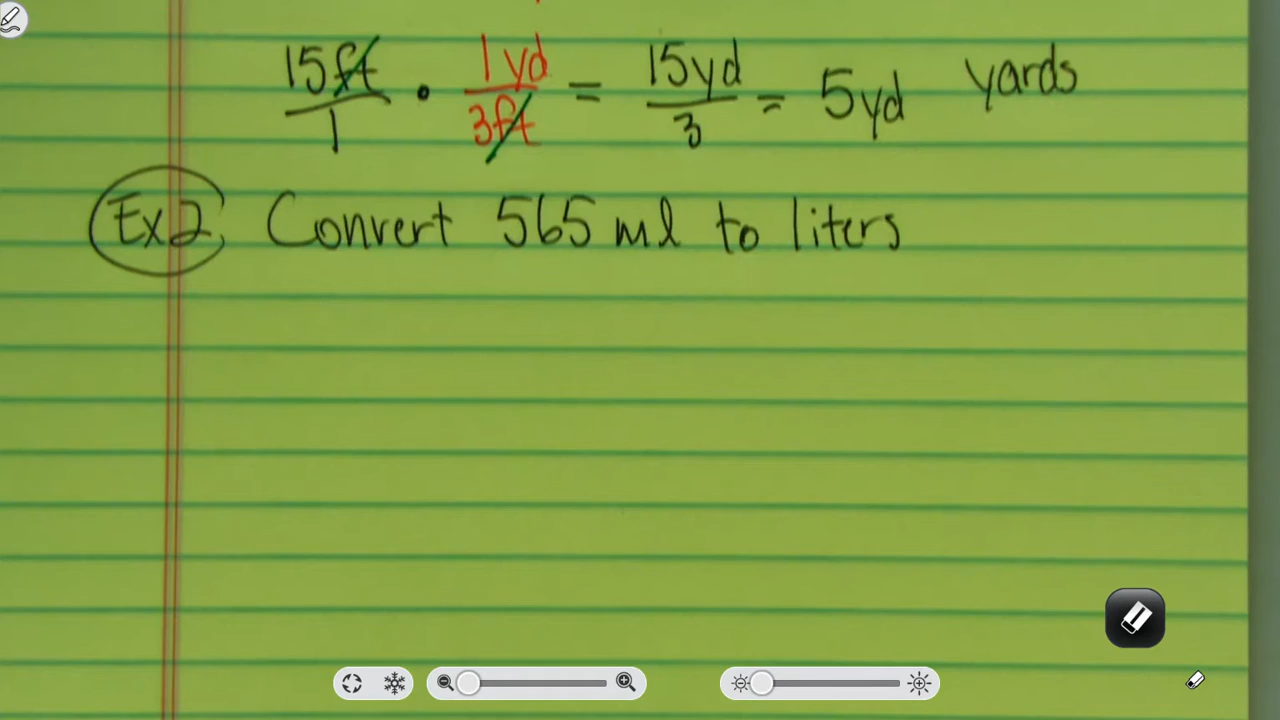 15ft/1 · 1yd/3ft = 15yd/3 = 5yd yards
Ex2, Convert 565 ml to liters